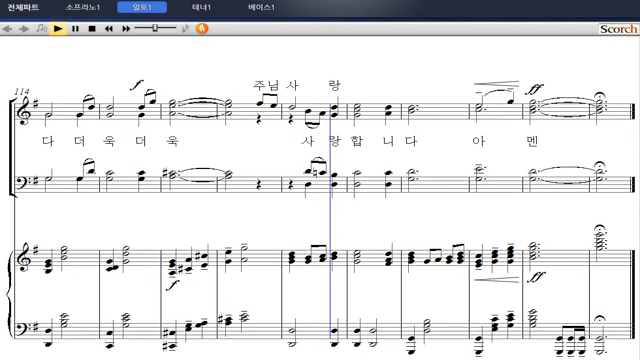 전체파트 소프라노1 알토1 테너1 베이스1
Scorch
114
f 주님 사 랑 ff
다 더 욱 더 욱 사 랑 합 니 다 아 멘
f ff